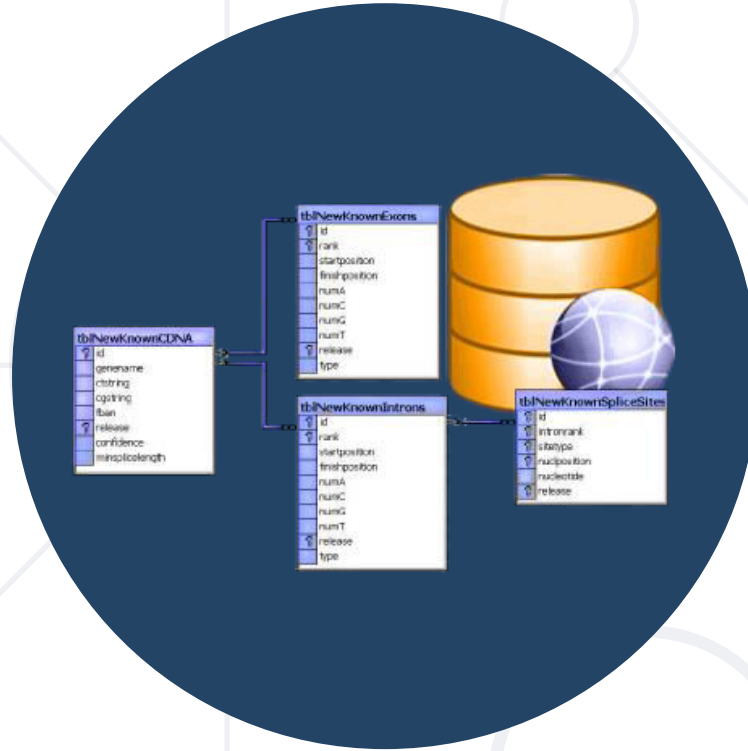 tblNewKnownCDNA
id
genename
ctstring
cgstring
fban
release
confidence
minsplicelength
tblNewKnownExons
id
rank
startposition
finishposition
numA
numC
numG
numT
release
type
tblNewKnownIntrons
id
rank
startposition
finishposition
numA
numC
numG
numT
release
type
tblNewKnownSpliceSites
id
intronrank
sitetype
nuclposition
nucleotide
release